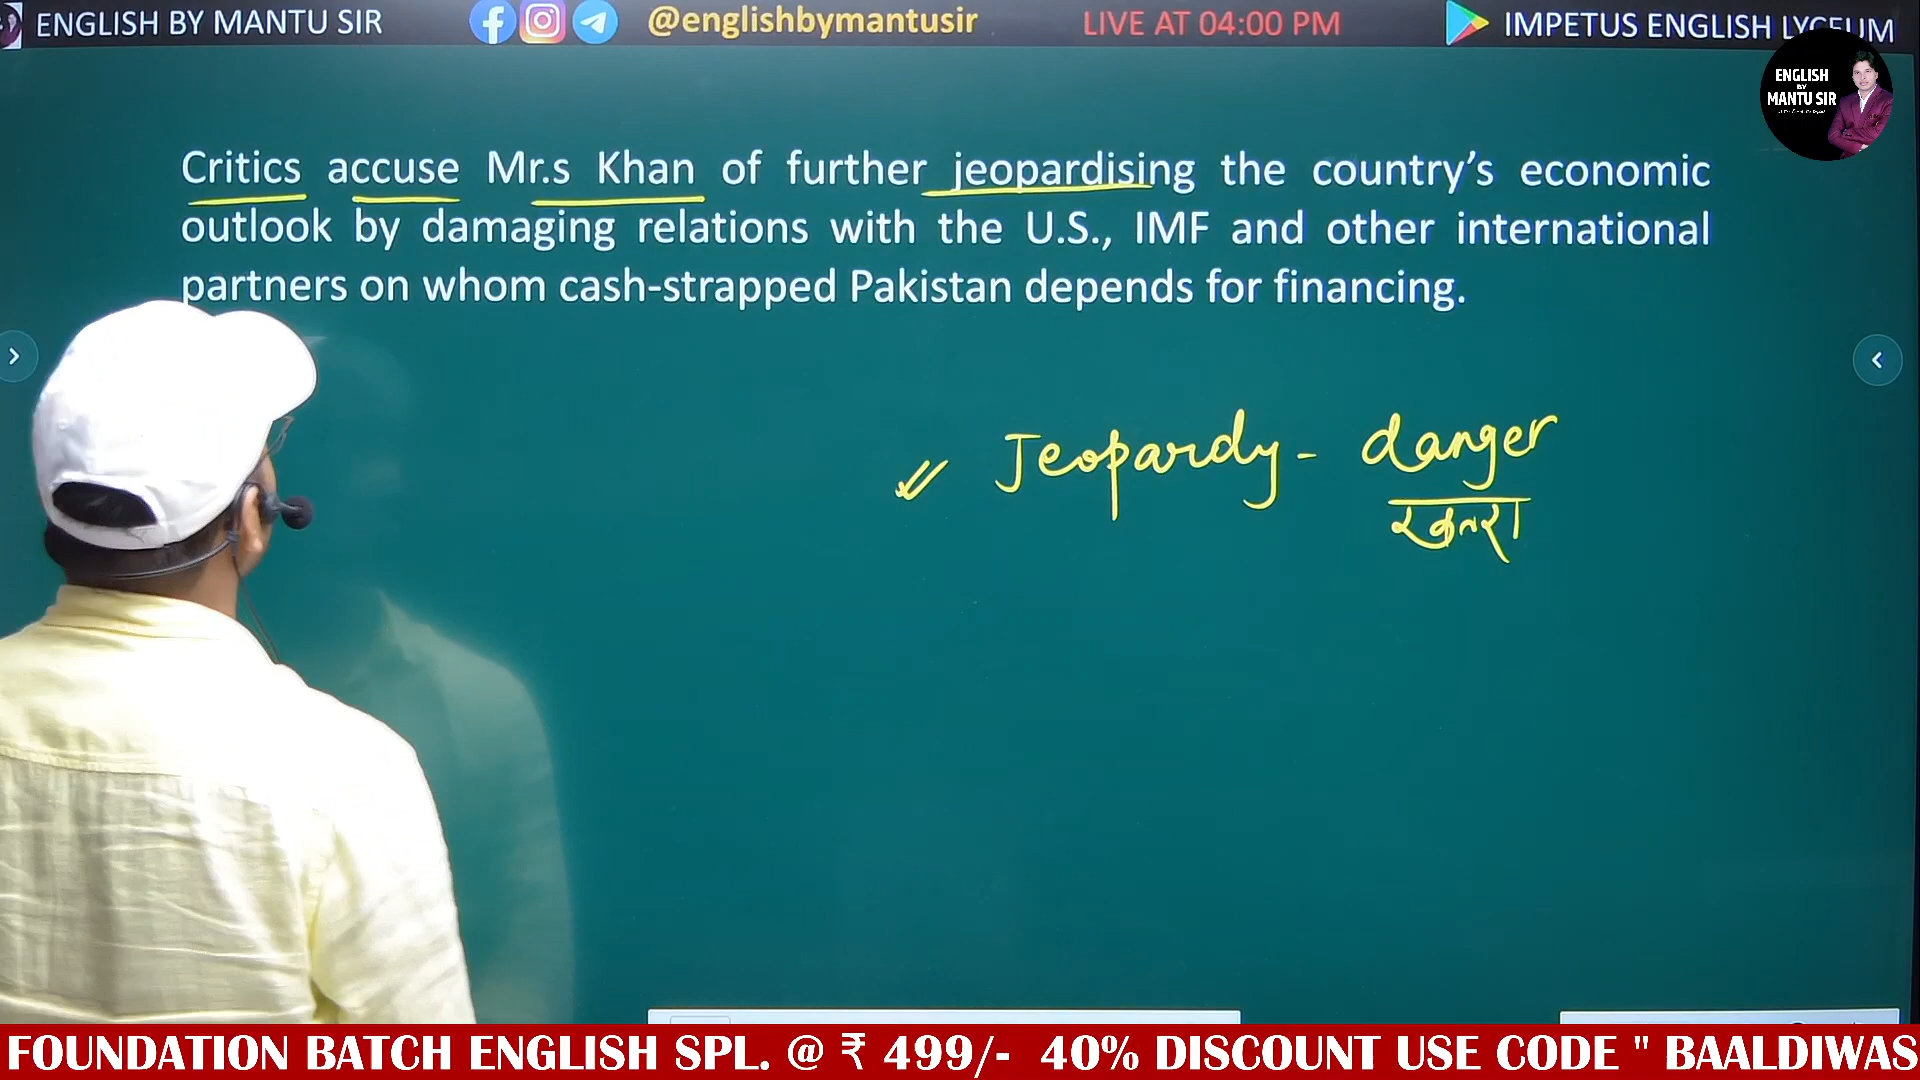 ENGLISH BY MANTU SIR @englishbymantusir LIVE AT 04:00 PM IMPETUS ENGLISH LYCEUM
ENGLISH
BY
MANTU SIR
Critics accuse Mr.s Khan of further jeopardising the country's economic
outlook by damaging relations with the U.S., IMF and other international
partners on whom cash-strapped Pakistan depends for financing.
Jeopardy - danger
खतरा
FOUNDATION BATCH ENGLISH SPL. @ ₹ 499/- 40% DISCOUNT USE CODE " BAALDIWAS